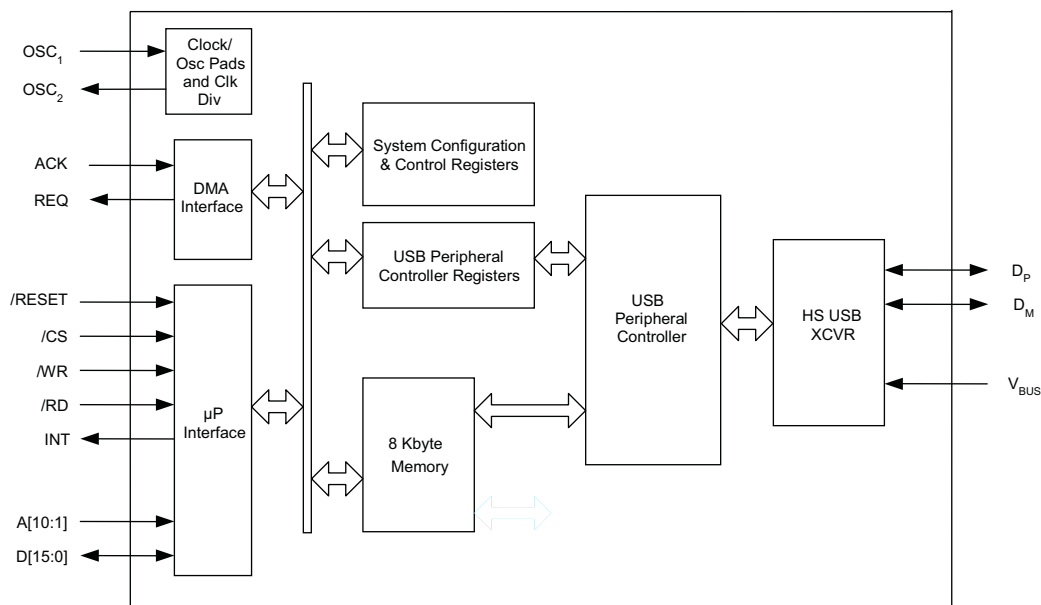 OSC1
OSC2
Clock/
Osc Pads
and Clk
Div
ACK
REQ
DMA
Interface
System Configuration
& Control Registers
USB Peripheral
Controller Registers
/RESET
/CS
/WR
/RD
INT
A[10:1]
D[15:0]
µP
Interface
8 Kbyte
Memory
USB
Peripheral
Controller
HS USB
XCVR
DP
DM
VBUS